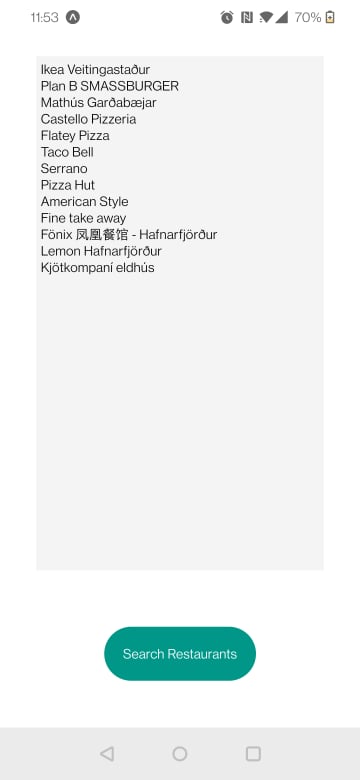 11:53
70%
Ikea Veitingastaður
Plan B SMASSBURGER
Mathús Garðabæjar
Castello Pizzeria
Flatey Pizza
Taco Bell
Serrano
Pizza Hut
American Style
Fine take away
Fönix 凤凰餐馆 - Hafnarfjörður
Lemon Hafnarfjörður
Kjötkompaní eldhús
Search Restaurants